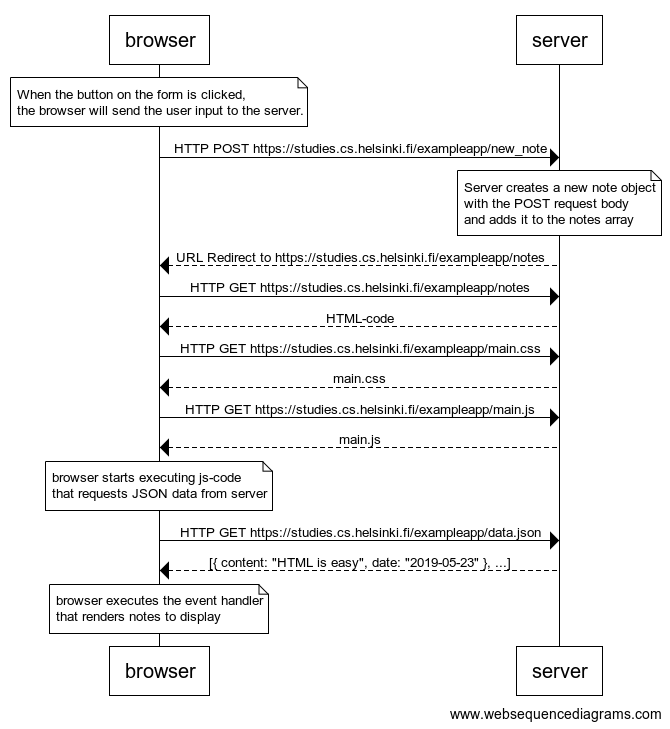 browser server
When the button on the form is clicked,
the browser will send the user input to the server.
HTTP POST https://studies.cs.helsinki.fi/exampleapp/new_note
Server creates a new note object
with the POST request body
and adds it to the notes array
URL Redirect to https://studies.cs.helsinki.fi/exampleapp/notes
HTTP GET https://studies.cs.helsinki.fi/exampleapp/notes
HTML-code
HTTP GET https://studies.cs.helsinki.fi/exampleapp/main.css
main.css
HTTP GET https://studies.cs.helsinki.fi/exampleapp/main.js
main.js
browser starts executing js-code
that requests JSON data from server
HTTP GET https://studies.cs.helsinki.fi/exampleapp/data.json
[{ content: "HTML is easy", date: "2019-05-23" }, ...]
browser executes the event handler
that renders notes to display
browser server
www.websequencediagrams.com